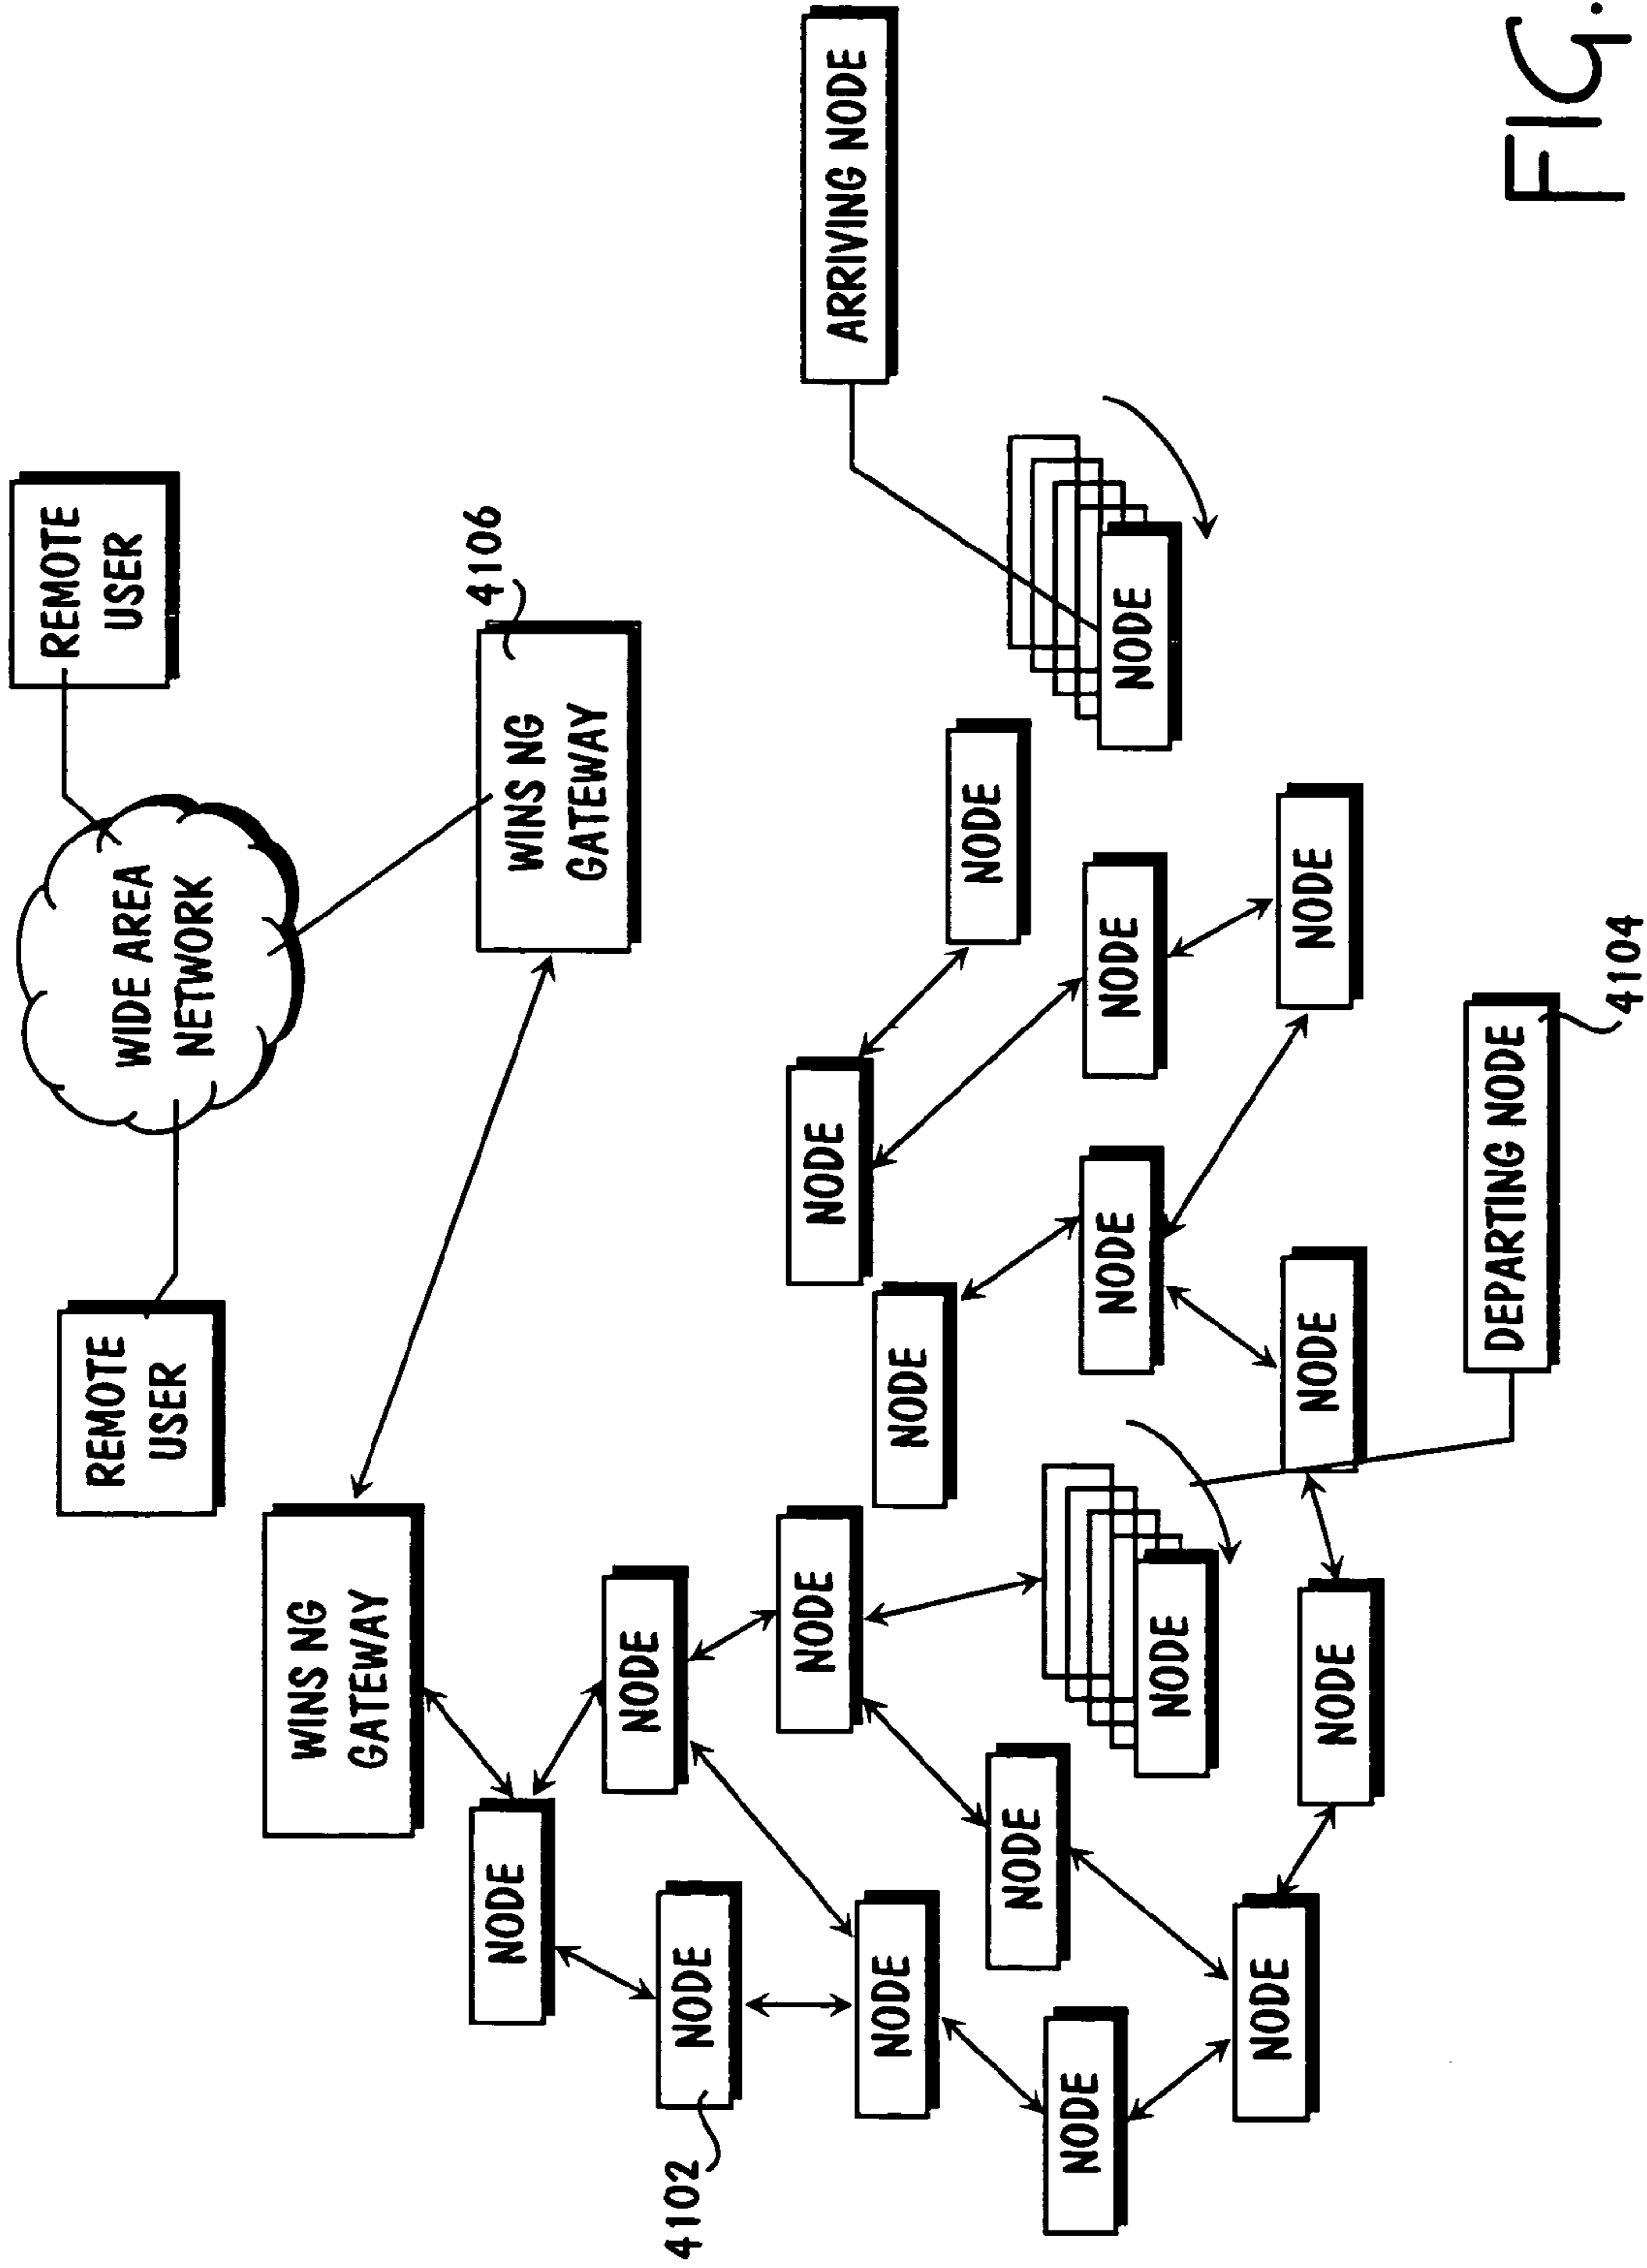 REMOTE
USER
WIDE AREA
NETWORK
REMOTE
USER
WINS NG
GATEWAY
4106
WINS NG
GATEWAY
NODE
NODE
4102
NODE
NODE
NODE
ARRIVING NODE
NODE
NODE
NODE
NODE
NODE
NODE
NODE
NODE
NODE
NODE
NODE
NODE
NODE
DEPARTING NODE
4104
FIG.